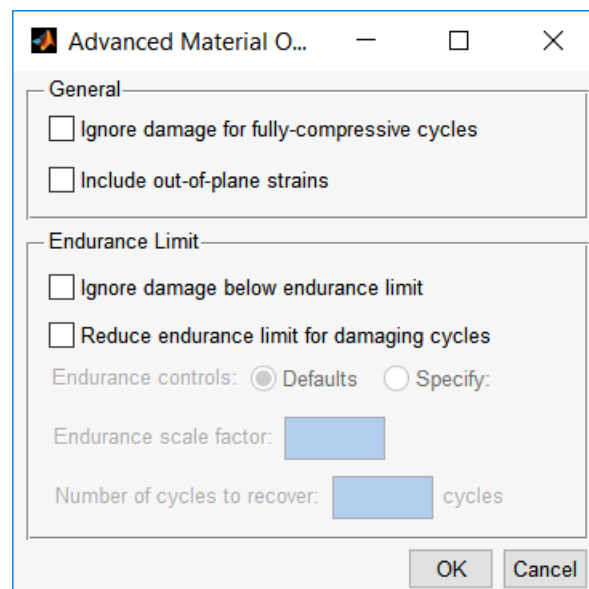 Advanced Material O...
General
Ignore damage for fully-compressive cycles
Include out-of-plane strains
Endurance Limit
Ignore damage below endurance limit
Reduce endurance limit for damaging cycles
Endurance controls: Defaults Specify:
Endurance scale factor:
Number of cycles to recover: cycles
OK Cancel